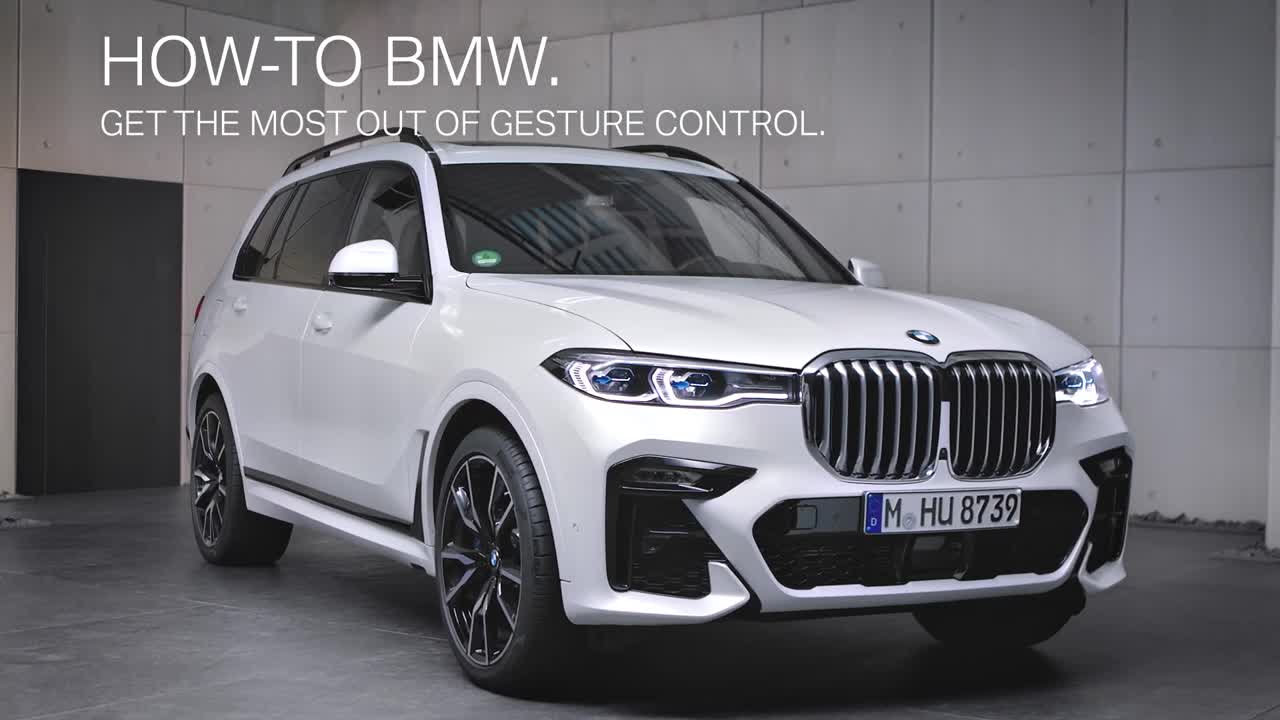 HOW-TO BMW.
GET THE MOST OUT OF GESTURE CONTROL.
D M HU 8739